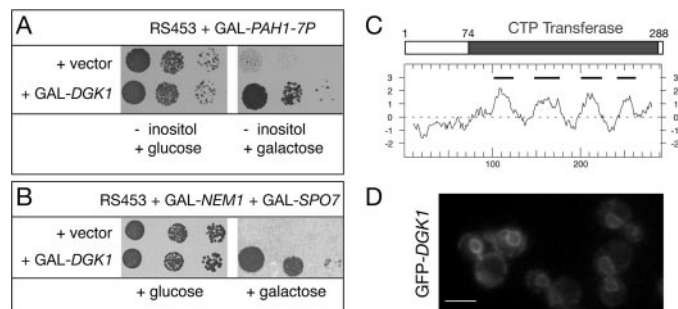 A
RS453 + GAL-PAH1-7P
+ vector
+ GAL-DGK1
- inositol
+ glucose
- inositol
+ galactose
B
RS453 + GAL-NEM1 + GAL-SPO7
+ vector
+ GAL-DGK1
+ glucose
+ galactose
C
CTP Transferase
1 74 288
3 3
2 2
1 1
0 0
-1 -1
-2 -2
100 200
D
GFP-DGK1